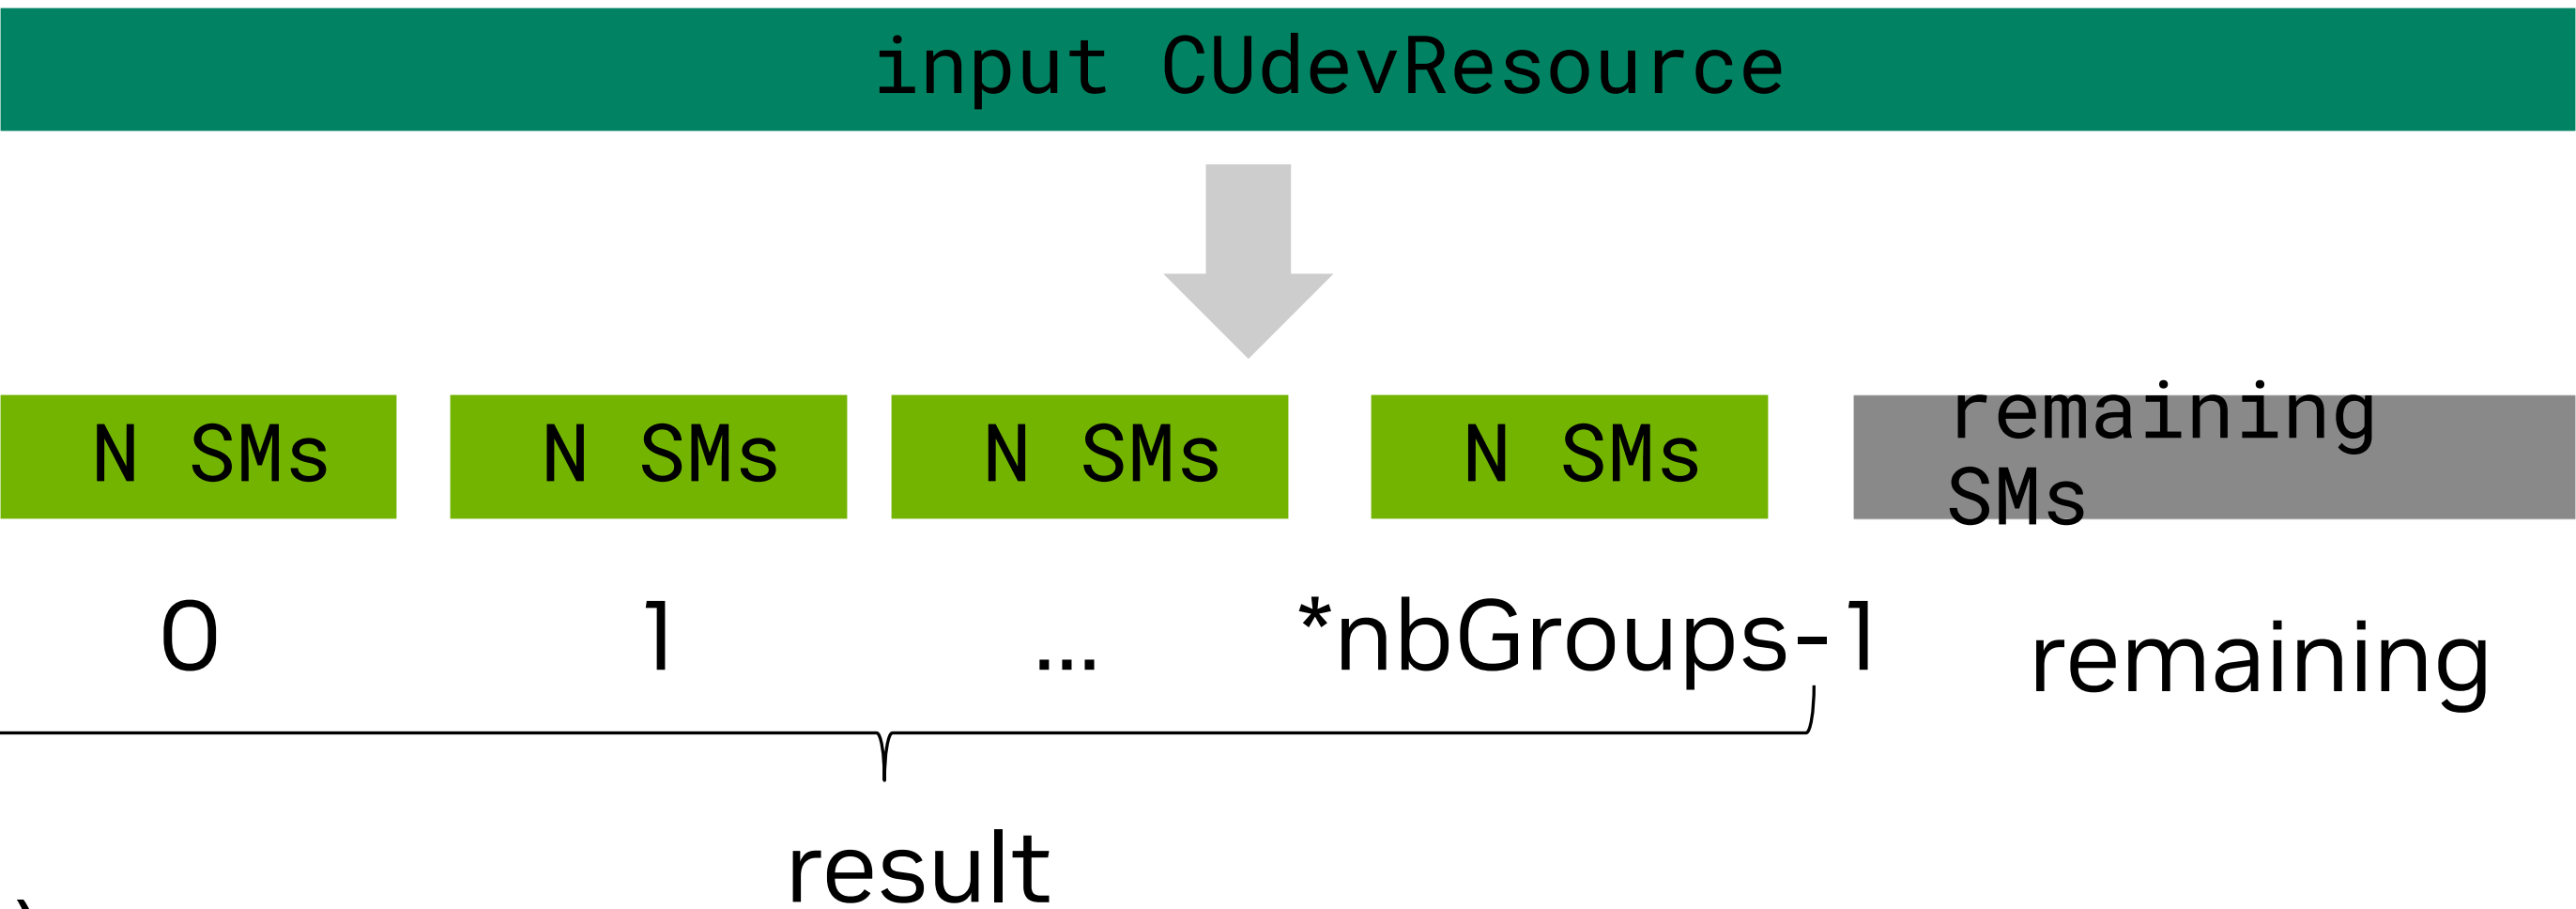 input CUdevResource
N SMs N SMs N SMs N SMs remaining
SMs
0 1 ... *nbGroups-1 remaining
result